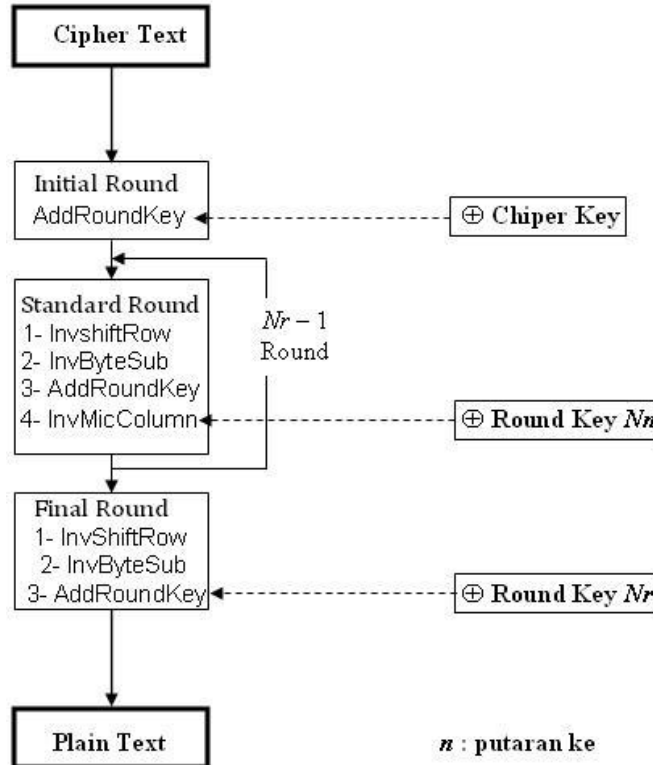 Cipher Text
Initial Round
AddRoundKey
⊕ Chiper Key
Standard Round
1- InvshiftRow
2- InvByteSub
3- AddRoundKey
4- InvMicColumn
Nr – 1
Round
⊕ Round Key Nn
Final Round
1- InvShiftRow
2- InvByteSub
3- AddRoundKey
⊕ Round Key Nr
Plain Text
n : putaran ke